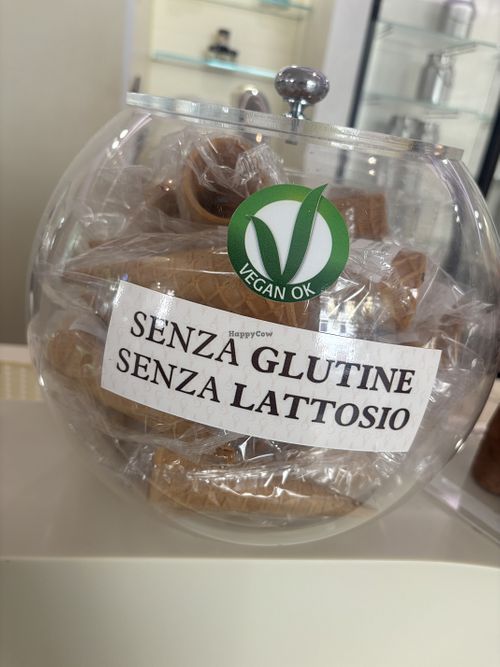 VEGAN OK
HappyCow
SENZA GLUTINE
SENZA LATTOSIO